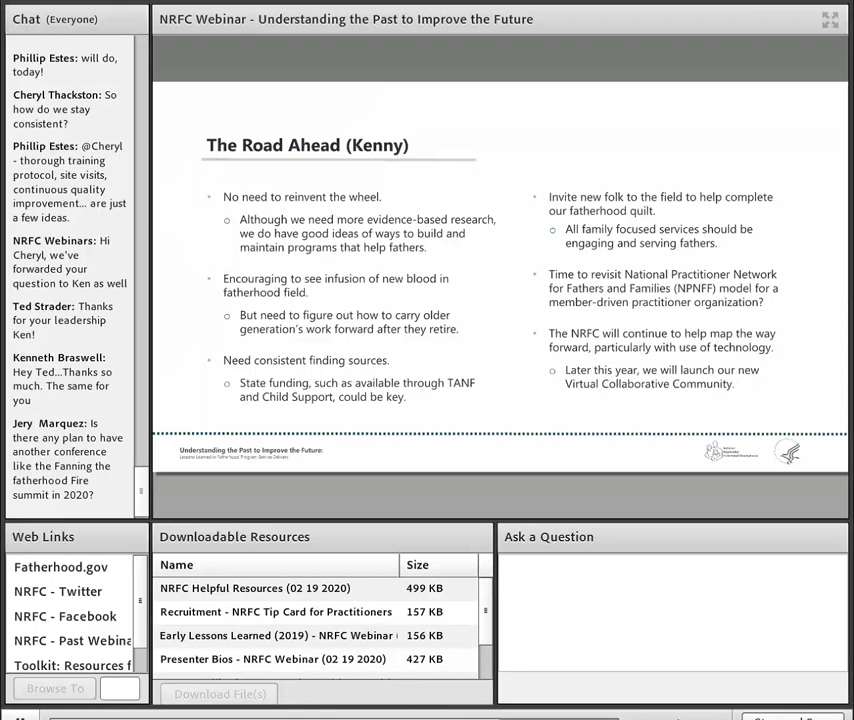 Chat (Everyone)
Phillip Estes: will do,
today!
Cheryl Thackston: So
how do we stay
consistent?
Phillip Estes: @Cheryl
- thorough training
protocol, site visits,
continuous quality
improvement... are just
a few ideas.
NRFC Webinars: Hi
Cheryl, we've
forwarded your
question to Ken as well
Ted Strader: Thanks
for your leadership
Ken!
Kenneth Braswell:
Hey Ted...Thanks so
much. The same for
you
Jery Marquez: Is
there any plan to have
another conference
like the Fanning the
fatherhood Fire
summit in 2020?
NRFC Webinar - Understanding the Past to Improve the Future
The Road Ahead (Kenny)
No need to reinvent the wheel.
Although we need more evidence-based research,
we do have good ideas of ways to build and
maintain programs that help fathers.
Encouraging to see infusion of new blood in
fatherhood field.
But need to figure out how to carry older
generation's work forward after they retire.
Need consistent finding sources.
State funding, such as available through TANF
and Child Support, could be key.
Invite new folk to the field to help complete
our fatherhood quilt.
All family focused services should be
engaging and serving fathers.
Time to revisit National Practitioner Network
for Fathers and Families (NPNFF) model for a
member-driven practitioner organization?
The NRFC will continue to help map the way
forward, particularly with use of technology.
Later this year, we will launch our new
Virtual Collaborative Community.
Understanding the Past to Improve the Future:
Lessons Learned in Fatherhood Program Service Delivery
Web Links
Fatherhood.gov
NRFC - Twitter
NRFC - Facebook
NRFC - Past Webina
Toolkit: Resources f
Browse To
Downloadable Resources
Name Size
NRFC Helpful Resources (02 19 2020) 499 KB
Recruitment - NRFC Tip Card for Practitioners 157 KB
Early Lessons Learned (2019) - NRFC Webinar 156 KB
Presenter Bios - NRFC Webinar (02 19 2020) 427 KB
Download File(s)
Ask a Question